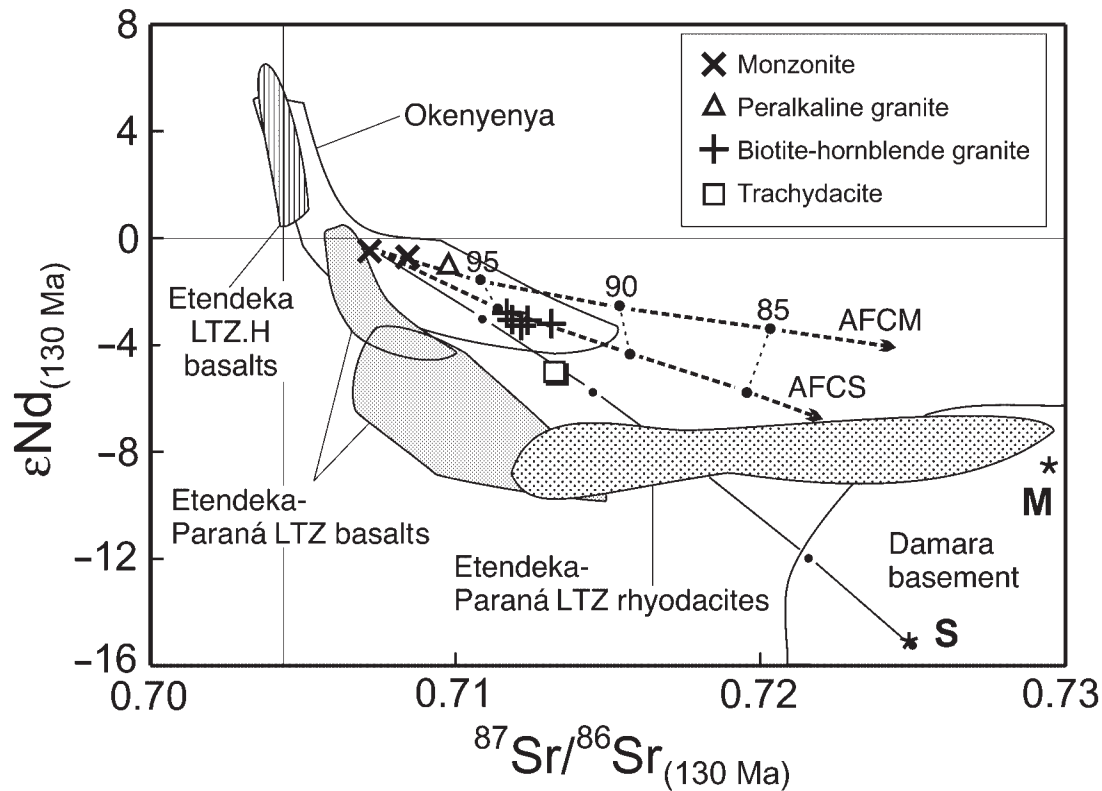 8
4
0
−4
−8
−12
−16
εNd(130 Ma)
Monzonite
Peralkaline granite
Biotite-hornblende granite
Trachydacite
Okenyenya
95
90
85
AFCM
AFCS
Etendeka
LTZ.H
basalts
Etendeka-
Paraná LTZ basalts
Etendeka-
Paraná LTZ rhyodacites
Damara
basement
M
S
0.70
0.71
0.72
0.73
87Sr/86Sr(130 Ma)